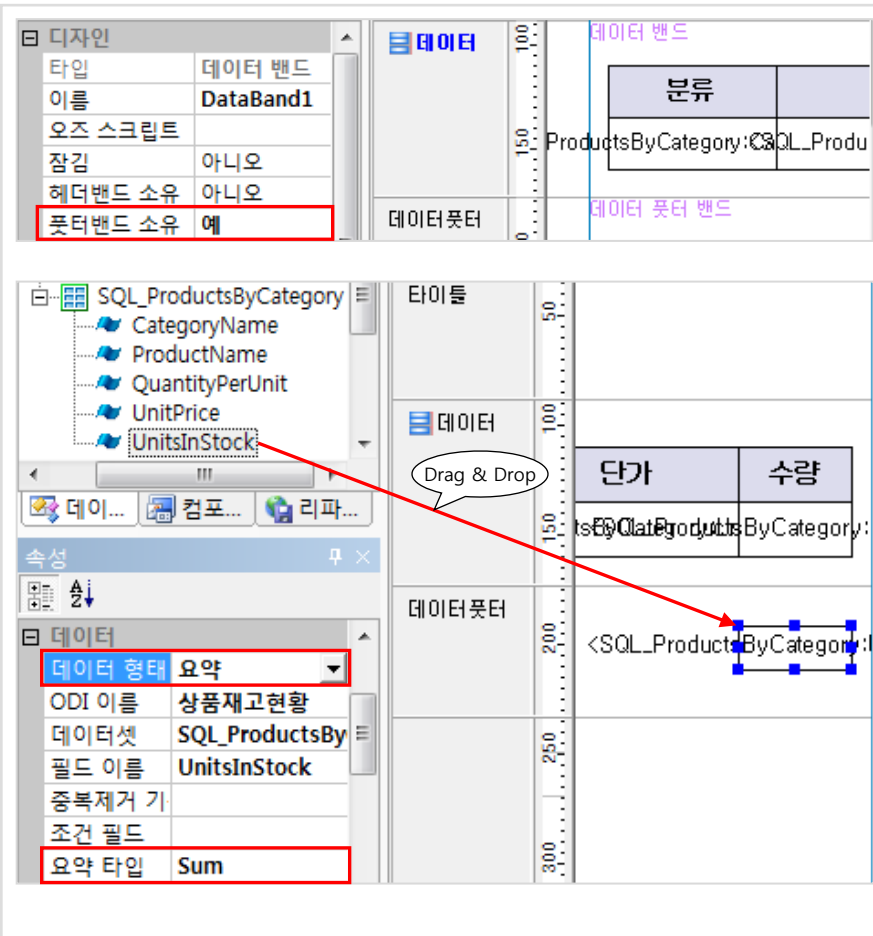 디자인
타입 데이터 밴드
이름 DataBand1
오즈 스크립트
잠김 아니오
헤더밴드 소유 아니오
풋터밴드 소유 예
데이터
100
데이터 밴드
분류
150
데이터풋터
데이터 풋터 밴드
SQL_ProductsByCategory
CategoryName
ProductName
QuantityPerUnit
UnitPrice
UnitsInStock
데이... 컴포... 리파...
속성
데이터
데이터 형태 요약
ODI 이름 상품재고현황
데이터셋 SQL_ProductsBy
필드 이름 UnitsInStock
중복제거 기
조건 필드
요약 타입 Sum
타이틀
50
데이터
100
Drag & Drop
단가 수량
150
데이터풋터
200
<SQL_ProductsByCategory:
250
300